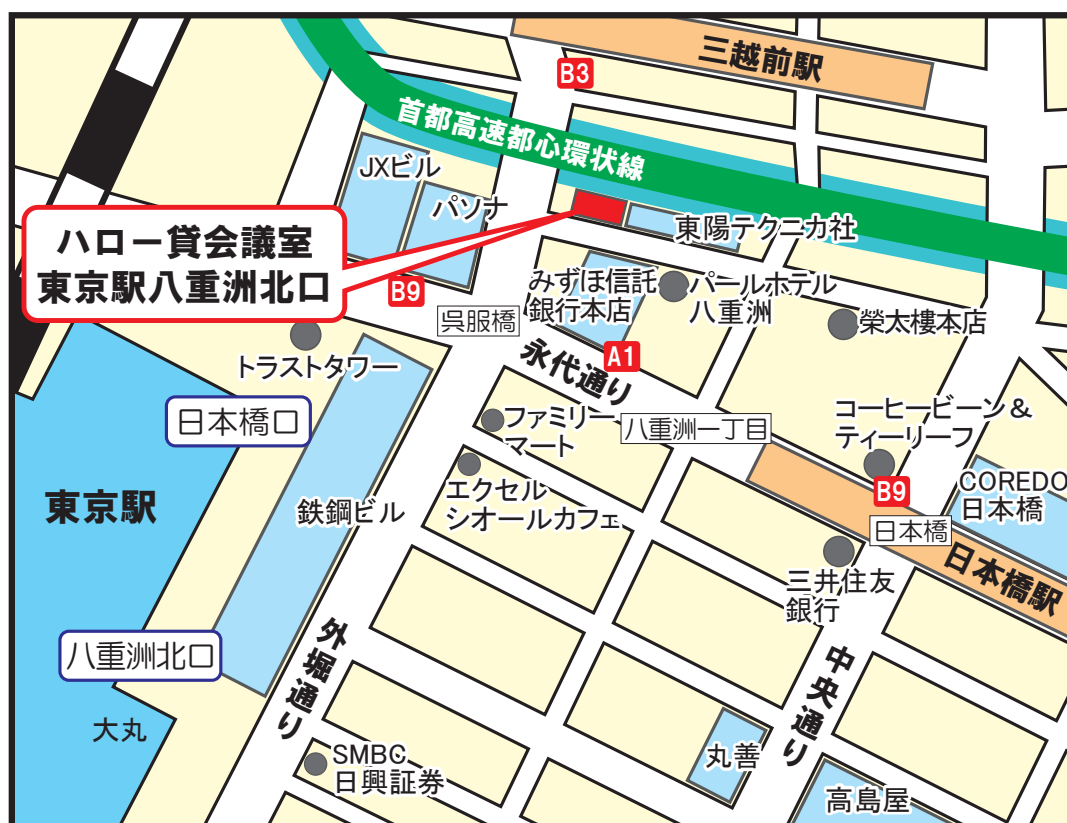 三越前駅
B3
首都高速都心環状線
JXビル
パソナ
東陽テクニカ社
ハロー貸会議室
東京駅八重洲北口
B9
みずほ信託
銀行本店
パールホテル
八重洲
呉服橋
榮太樓本店
A1
トラストタワー
永代通り
日本橋口
ファミリー
マート
八重洲一丁目
コーヒービーン＆
ティーリーフ
B9
COREDO
日本橋
東京駅
鉄鋼ビル
エクセル
シオールカフェ
日本橋
日本橋駅
三井住友
銀行
八重洲北口
外堀通り
中央通り
大丸
SMBC
日興証券
丸善
高島屋